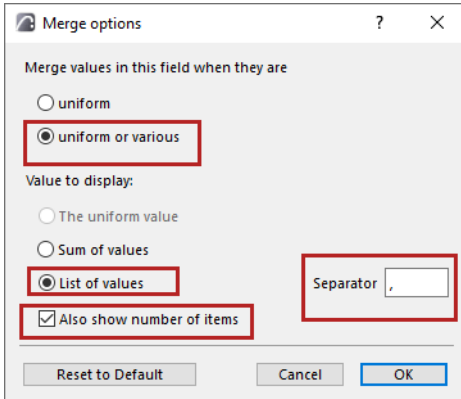 Merge options ? ×
Merge values in this field when they are
uniform
uniform or various
Value to display:
The uniform value
Sum of values
List of values
Separator ,
Also show number of items
Reset to Default Cancel OK